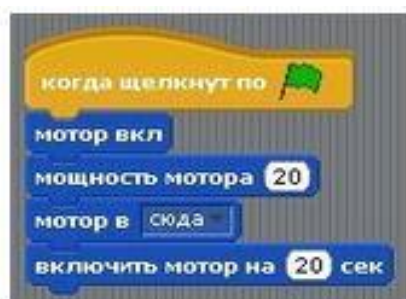 когда щелкнут по
мотор вкл
мощность мотора 20
мотор в сюда
включить мотор на 20 сек